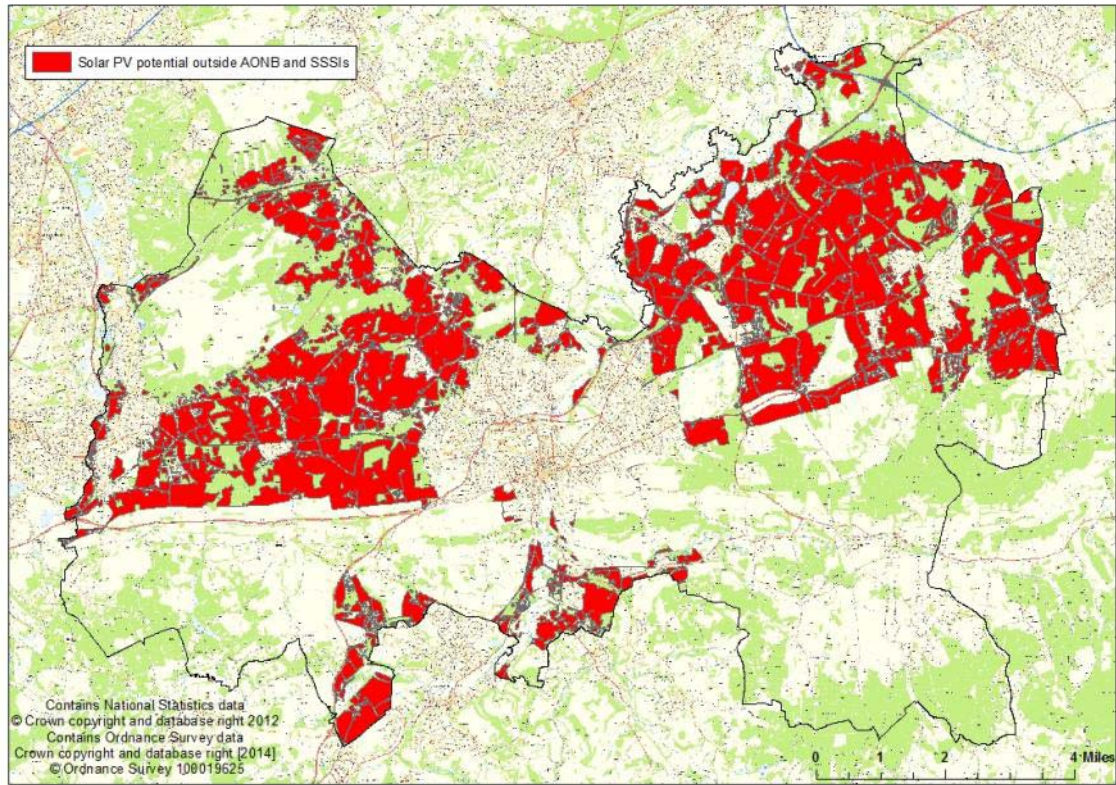 Solar PV potential outside AONB and SSSIs
Contains National Statistics data
© Crown copyright and database right 2012
Contains Ordnance Survey data
Crown copyright and database right [2014]
© Ordnance Survey 100019625
0 1 2 4 Miles